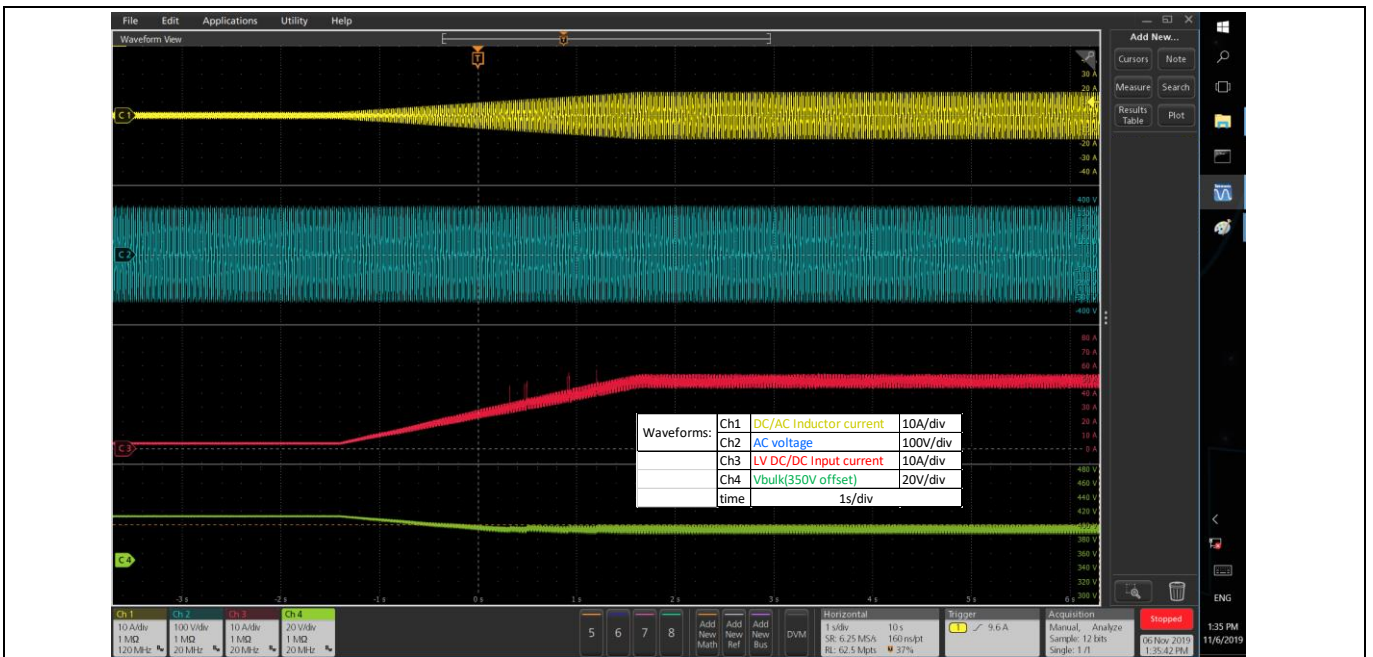 File Edit Applications Utility Help
Waveform View
Add New...
Cursors Note
Measure Search
Results Table Plot
T
C1
30 A
20 A
-20 A
-30 A
-40 A
C2
400 V
-400 V
C3
80 A
70 A
60 A
40 A
30 A
20 A
10 A
0 A
Waveforms: Ch1 DC/AC Inductor current 10A/div
Ch2 AC voltage 100V/div
Ch3 LV DC/DC Input current 10A/div
Ch4 Vbulk(350V offset) 20V/div
time 1s/div
C4
480 V
460 V
440 V
420 V
380 V
360 V
340 V
320 V
300 V
-3 s -2 s -1 s 0 s 1 s 2 s 3 s 4 s 5 s 6 s
Ch 1 Ch 2 Ch 3 Ch 4
10 A/div 100 V/div 10 A/div 20 V/div
1 MΩ 1 MΩ 1 MΩ 1 MΩ
120 MHz 20 MHz 20 MHz 20 MHz
5 6 7 8
Add New Math Add New Ref Add New Bus DVM
Horizontal
1 s/div 10 s
SR: 6.25 MS/s 160 ns/pt
RL: 62.5 Mpts 37%
Trigger
1 9.6 A
Acquisition
Manual, Analyze
Sample: 12 bits
Single: 1 /1
Stopped
06 Nov 2019
1:35:42 PM
ENG
1:35 PM
11/6/2019